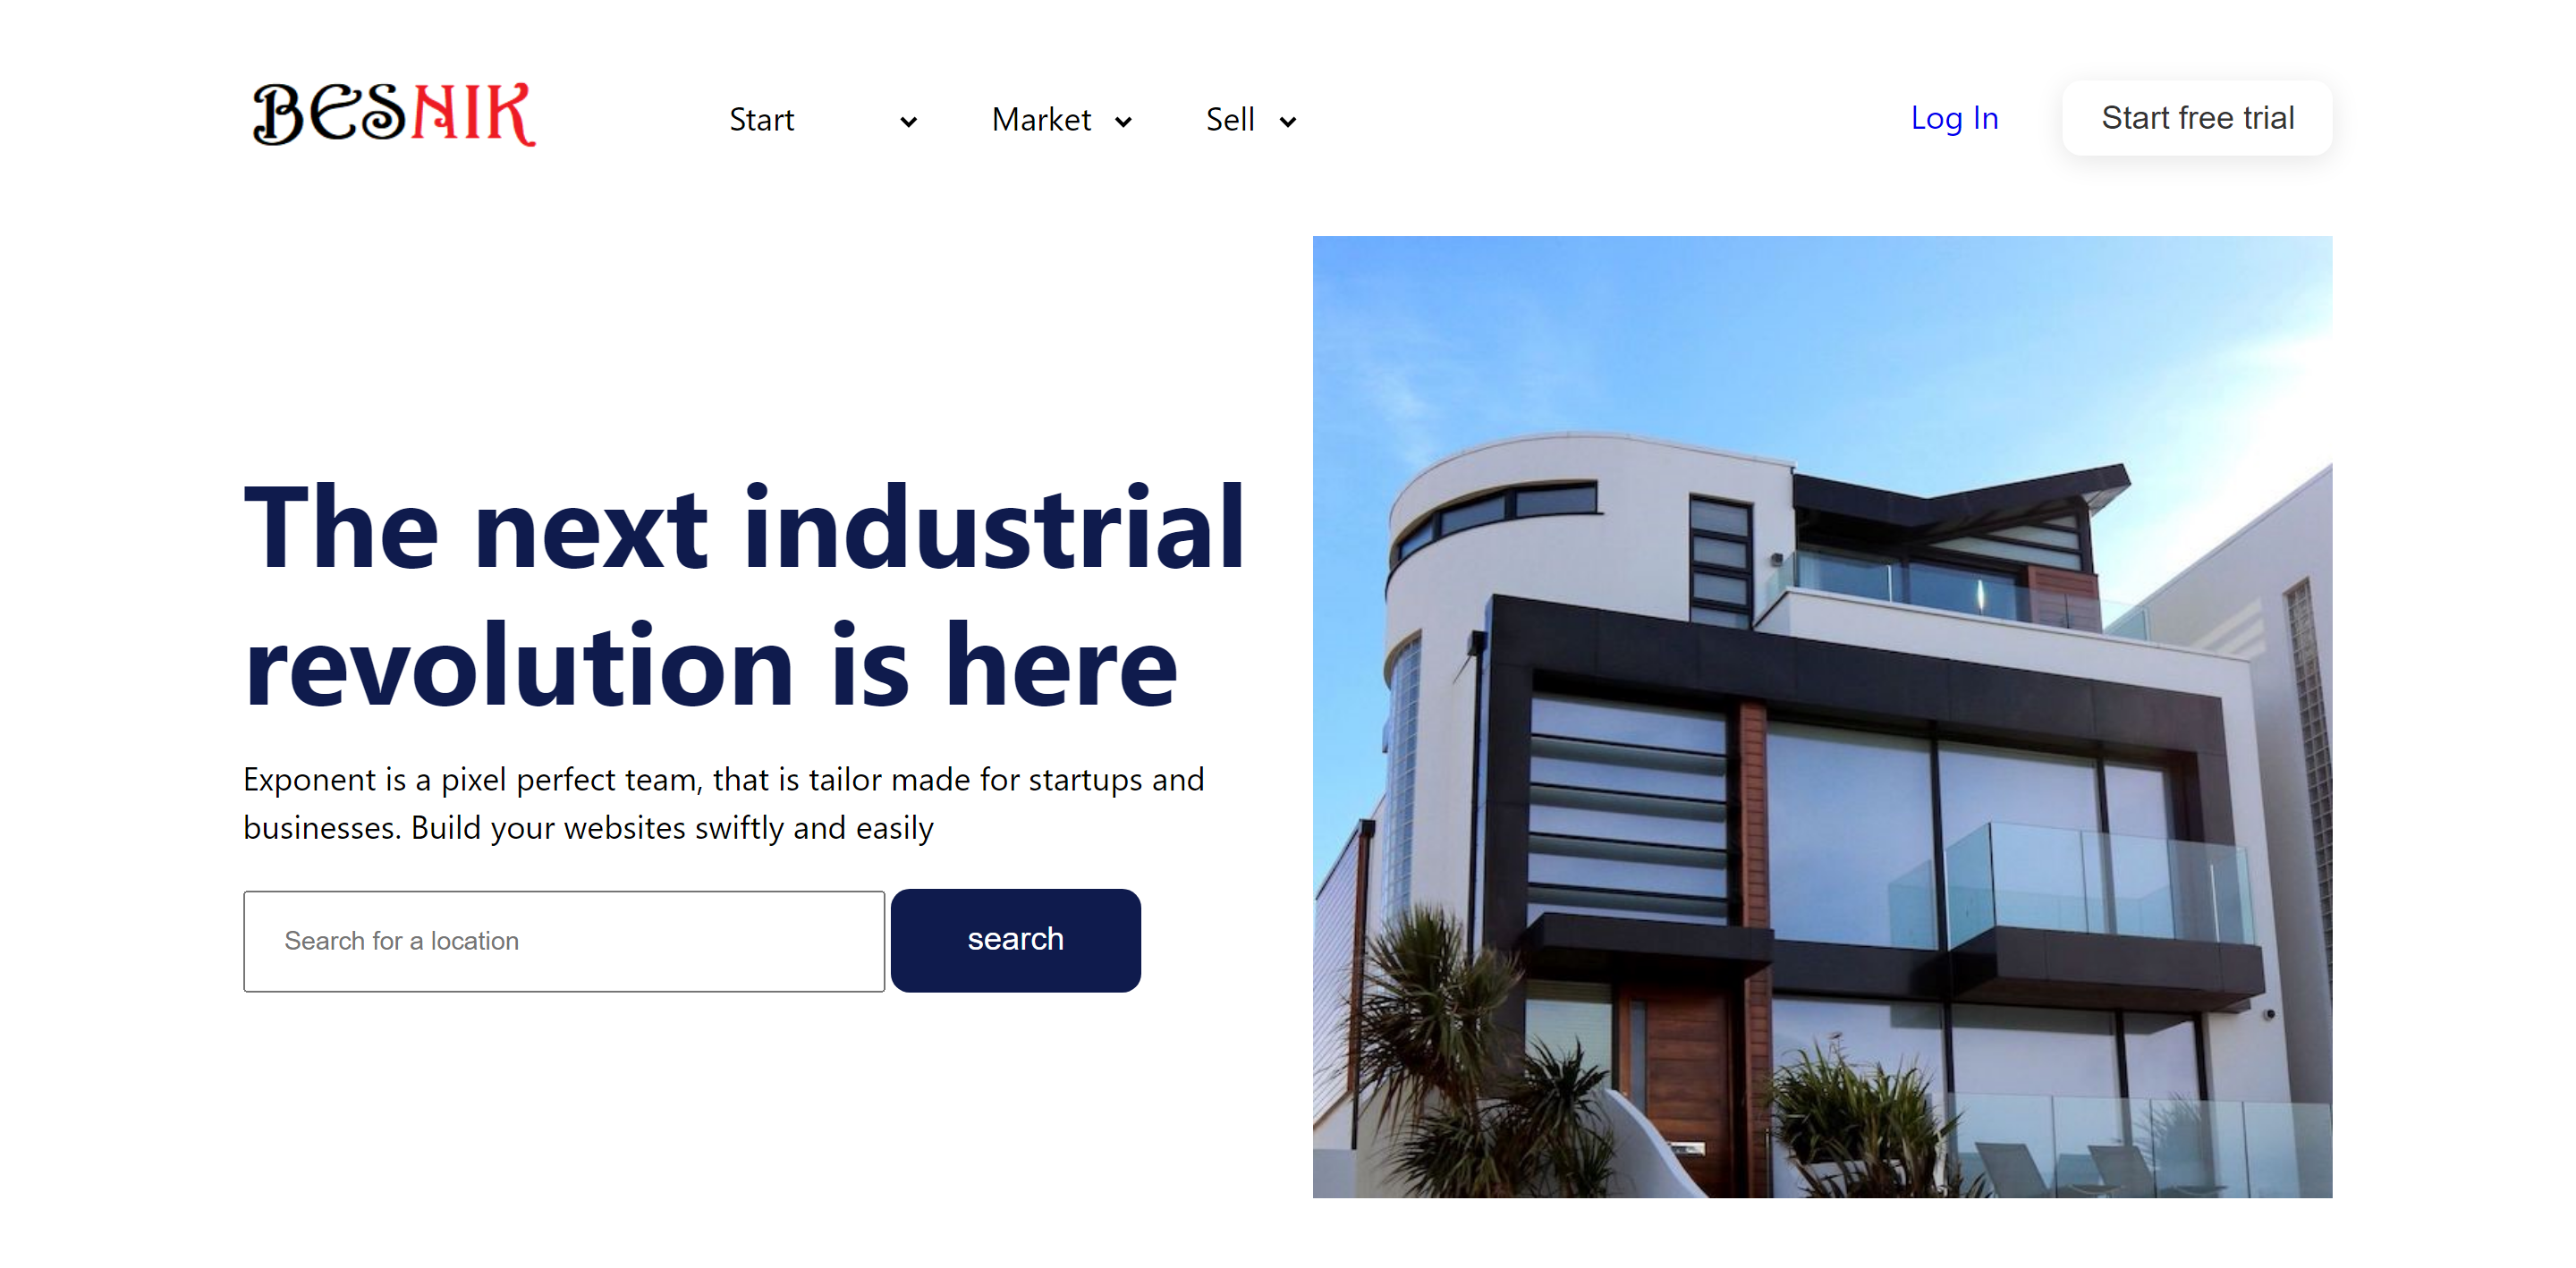 BESNIK
Start
Market
Sell
Log In
Start free trial
The next industrial
revolution is here
Exponent is a pixel perfect team, that is tailor made for startups and
businesses. Build your websites swiftly and easily
Search for a location
search